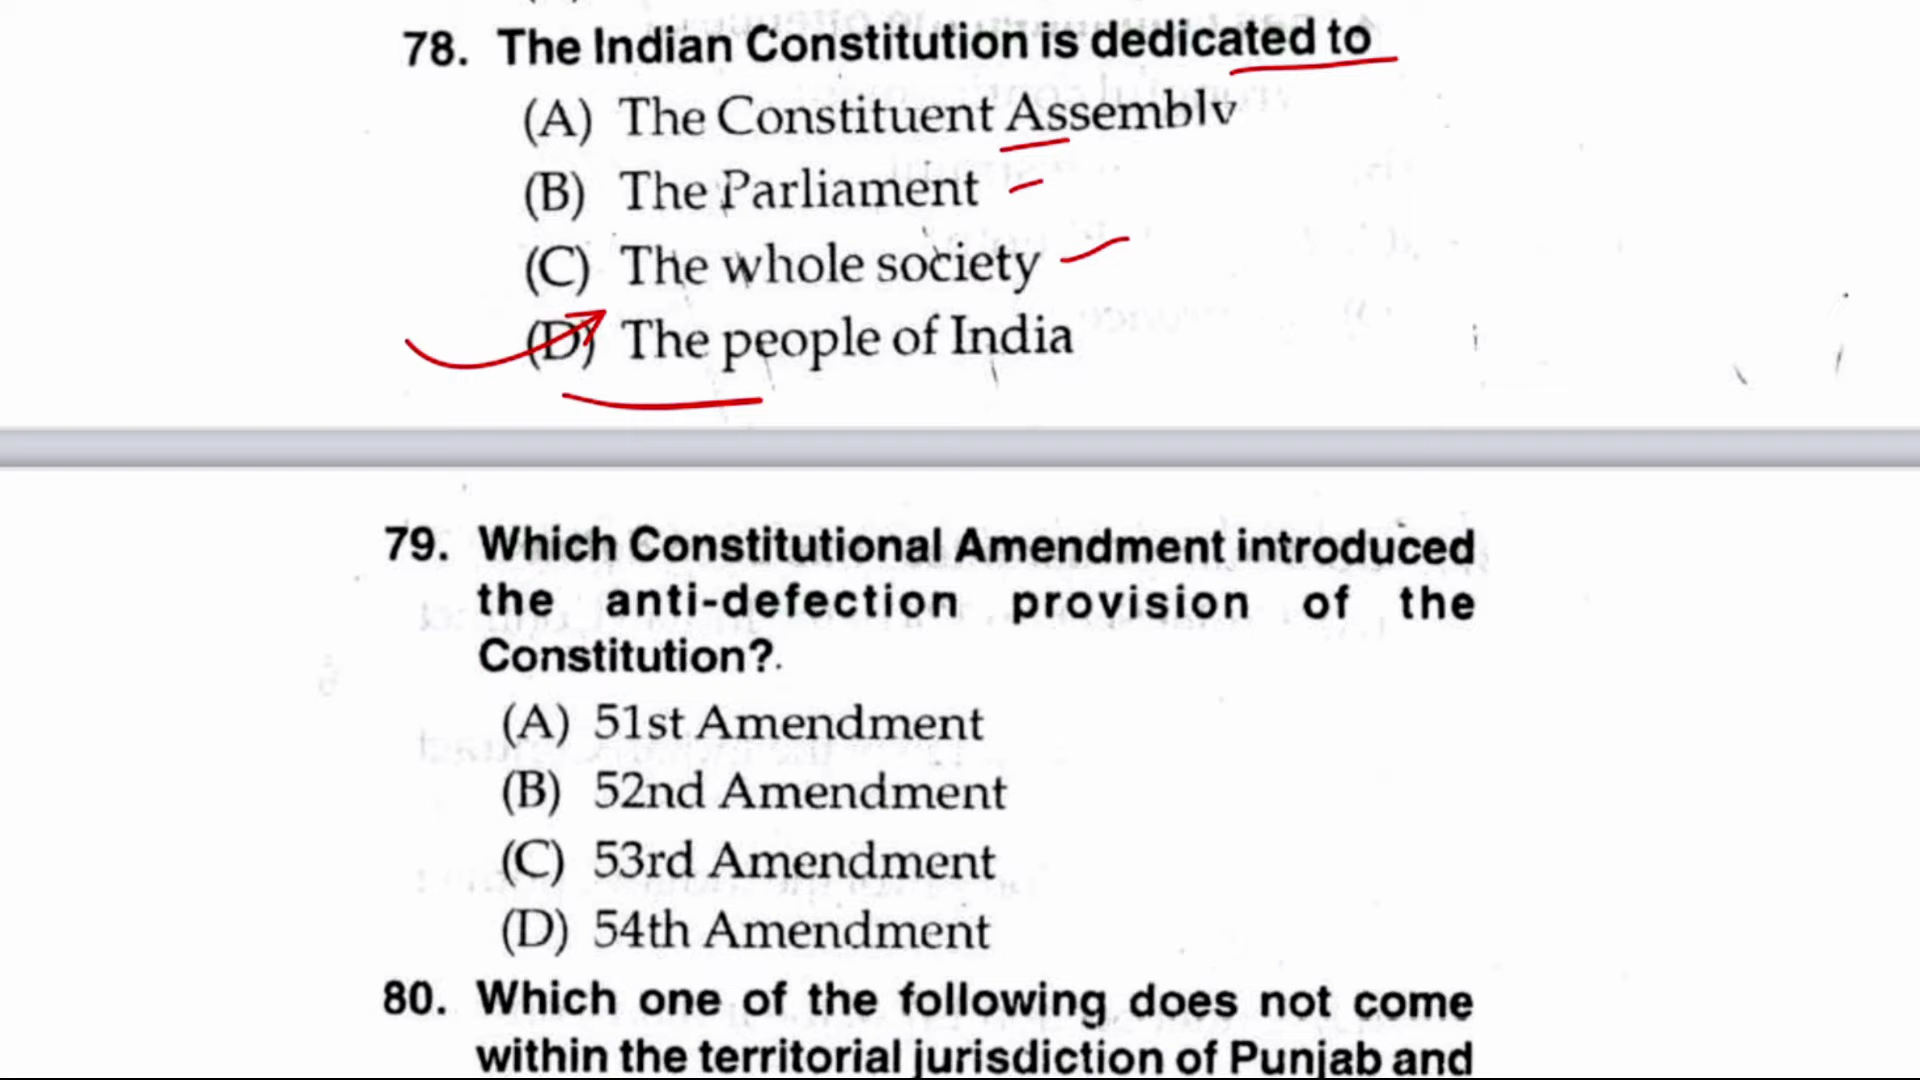 78. The Indian Constitution is dedicated to
(A) The Constituent Assembly
(B) The Parliament
(C) The whole society
(D) The people of India
79. Which Constitutional Amendment introduced
the anti-defection provision of the
Constitution?
(A) 51st Amendment
(B) 52nd Amendment
(C) 53rd Amendment
(D) 54th Amendment
80. Which one of the following does not come
within the territorial jurisdiction of Punjab and